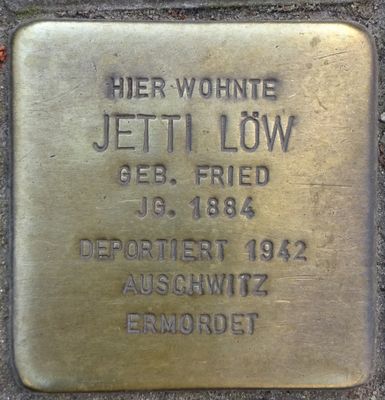 HIER WOHNTE
JETTI LÖW
GEB. FRIED
JG. 1884
DEPORTIERT 1942
AUSCHWITZ
ERMORDET